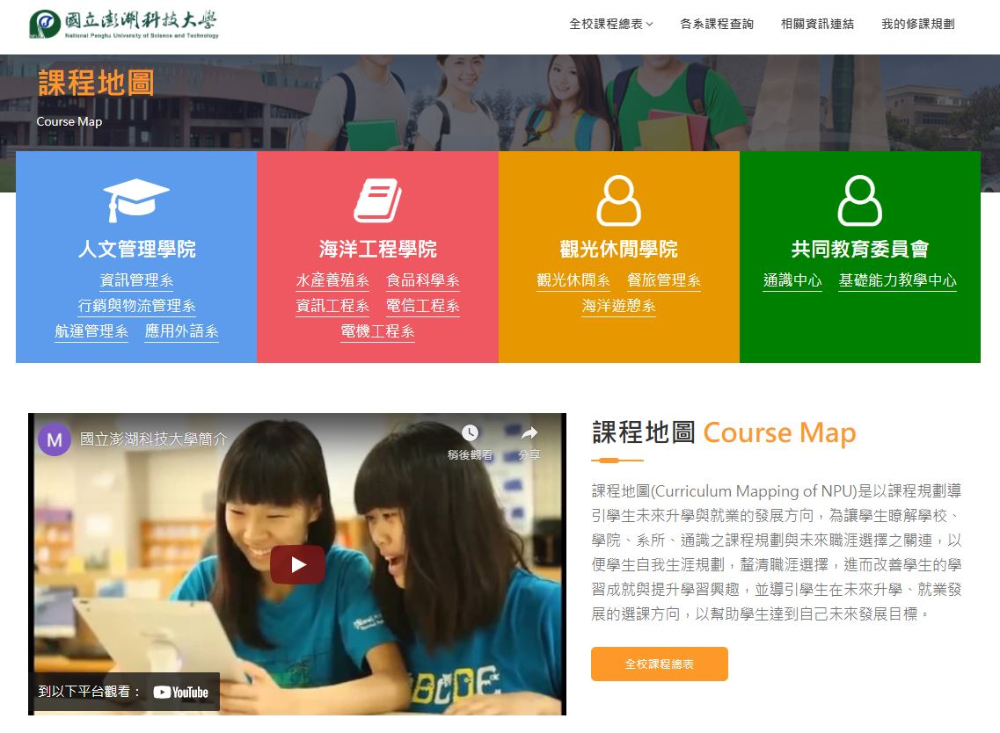 國立澎湖科技大學
National Penghu University of Science and Technology
全校課程總表 各系課程查詢 相關資訊連結 我的修課規劃
課程地圖
Course Map
人文管理學院
資訊管理系
行銷與物流管理系
航運管理系 應用外語系
海洋工程學院
水產養殖系 食品科學系
資訊工程系 電信工程系
電機工程系
觀光休閒學院
觀光休閒系 餐旅管理系
海洋遊憩系
共同教育委員會
通識中心 基礎能力教學中心
M 國立澎湖科技大學簡介
稍後觀看 分享
到以下平台觀看： YouTube
課程地圖 Course Map
課程地圖(Curriculum Mapping of NPU)是以課程規劃導
引學生未來升學與就業的發展方向，為讓學生瞭解學校、
學院、系所、通識之課程規劃與未來職涯選擇之關連，以
便學生自我生涯規劃，釐清職涯選擇，進而改善學生的學
習成就與提升學習興趣，並導引學生在未來升學、就業發
展的選課方向，以幫助學生達到自己未來發展目標。
全校課程總表